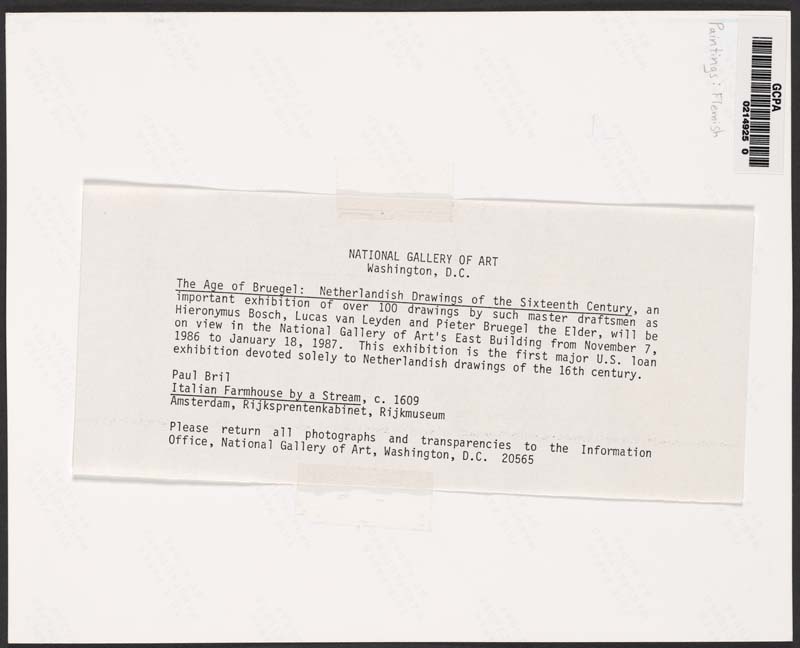 Paintings: Flemish
GCPA
0214925 0
NATIONAL GALLERY OF ART
Washington, D.C.
The Age of Bruegel: Netherlandish Drawings of the Sixteenth Century, an
important exhibition of over 100 drawings by such master draftsmen as
Hieronymus Bosch, Lucas van Leyden and Pieter Bruegel the Elder, will be
on view in the National Gallery of Art's East Building from November 7,
1986 to January 18, 1987. This exhibition is the first major U.S. loan
exhibition devoted solely to Netherlandish drawings of the 16th century.
Paul Bril
Italian Farmhouse by a Stream, c. 1609
Amsterdam, Rijksprentenkabinet, Rijkmuseum
Please return all photographs and transparencies to the Information
Office, National Gallery of Art, Washington, D.C. 20565